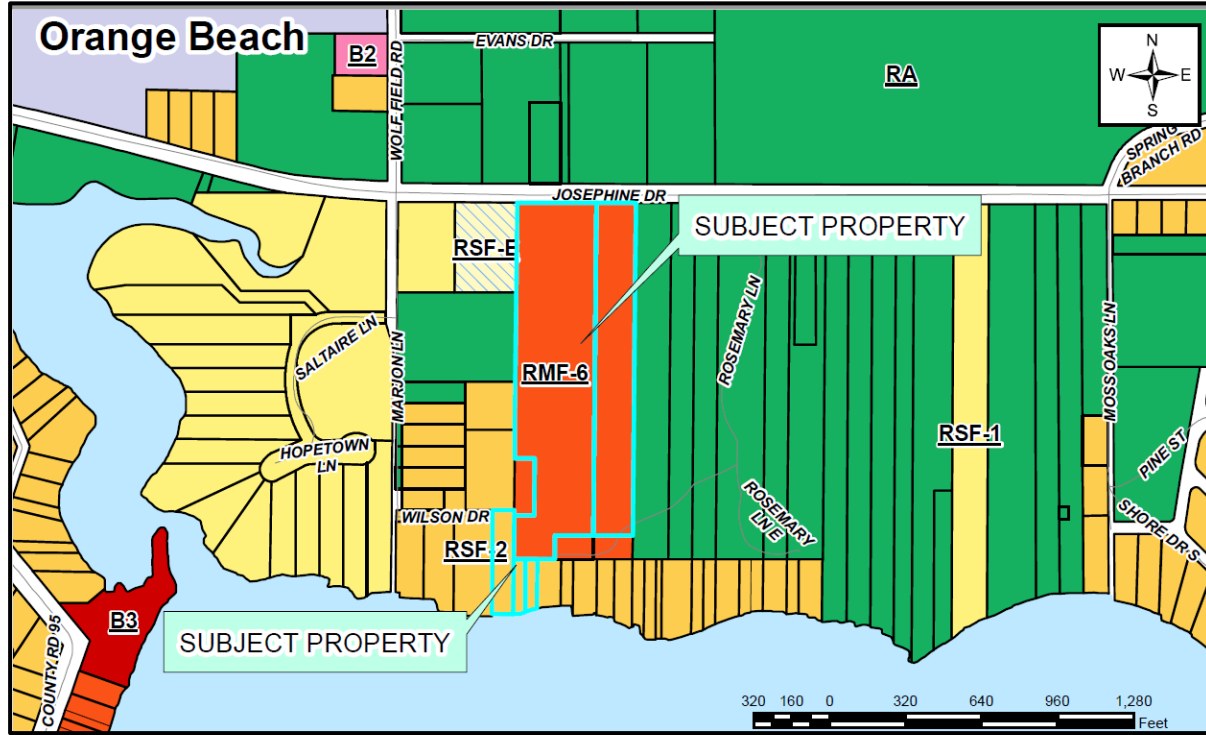 Orange Beach
B2
WOLF FIELD RD
EVANS DR
RA
N
W E
S
SPRING
BRANCH RD
JOSEPHINE DR
SUBJECT PROPERTY
RSF-E
SALTAIRE LN
MARJON LN
RMF-6
ROSEMARY LN
MOSS OAKS LN
HOPETOWN
LN
RSF-1
PINE ST
ROSEMARY
LN E
WILSON DR
RSF-2
SHORE DR S
B3
SUBJECT PROPERTY
COUNTY RD 95
320 160 0 320 640 960 1,280
Feet